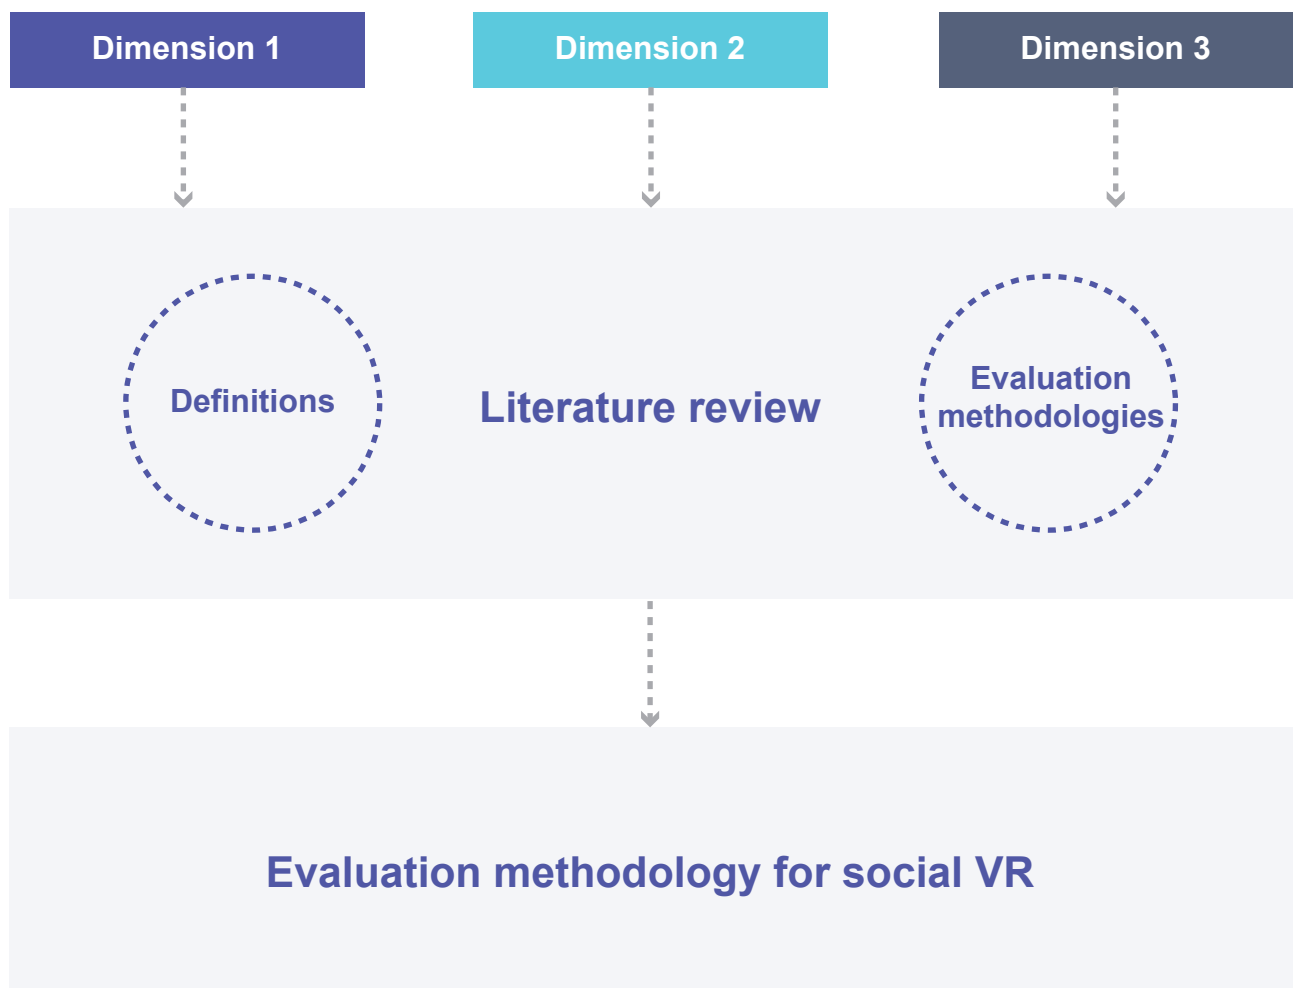 Dimension 1
Dimension 2
Dimension 3
Definitions
Literature review
Evaluation
methodologies
Evaluation methodology for social VR